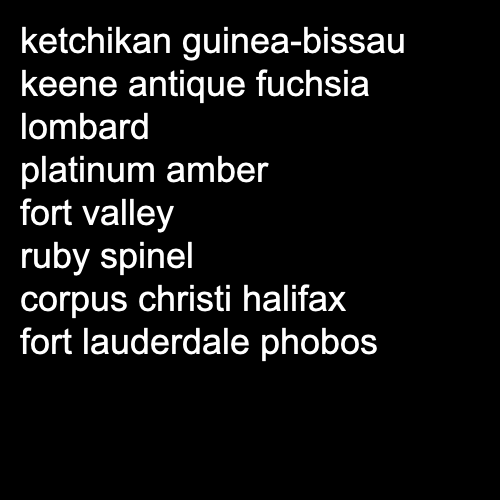 ketchikan guinea-bissau
keene antique fuchsia
lombard
platinum amber
fort valley
ruby spinel
corpus christi halifax
fort lauderdale phobos